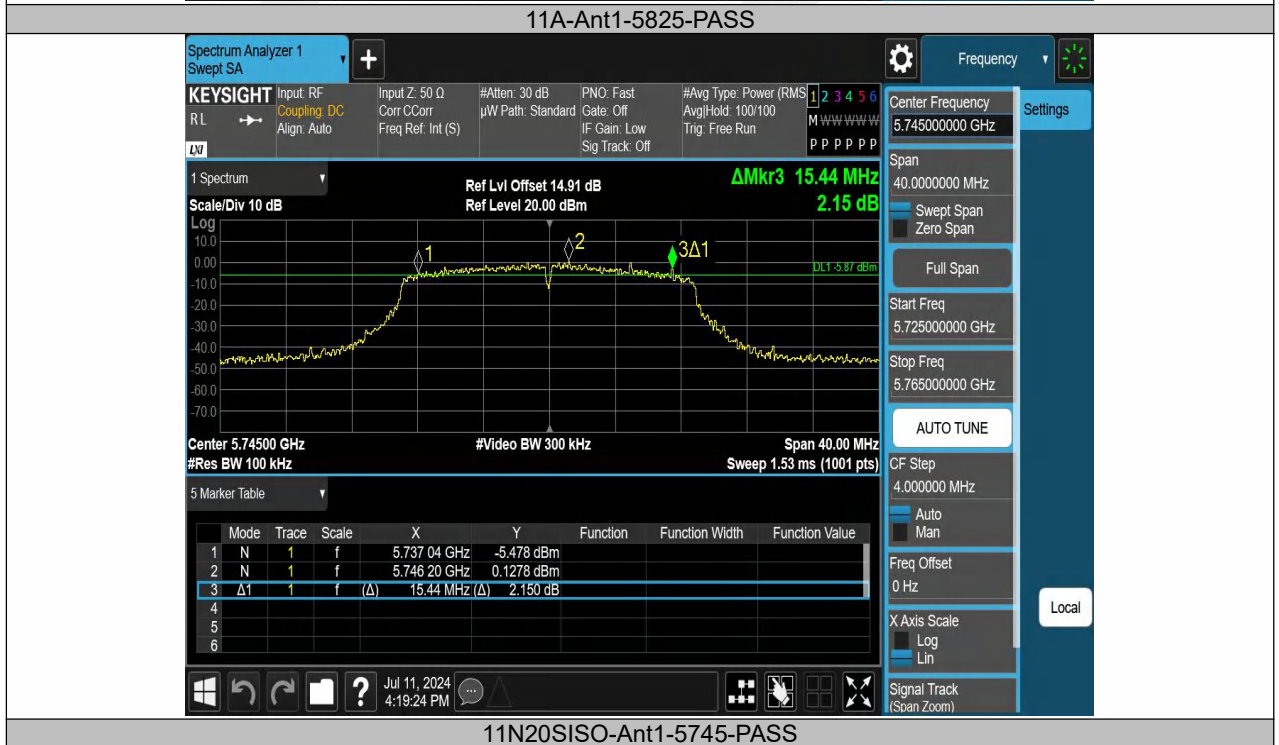 11A-Ant1-5825-PASS
Spectrum Analyzer 1
Swept SA
+
Frequency
KEYSIGHT
RL
LXI
Input: RF
Coupling: DC
Align: Auto
Input Z: 50 Ω
Corr CCorr
Freq Ref: Int (S)
#Atten: 30 dB
µW Path: Standard
PNO: Fast
Gate: Off
IF Gain: Low
Sig Track: Off
#Avg Type: Power (RMS
Avg|Hold: 100/100
Trig: Free Run
1 2 3 4 5 6
M W W W W W
P P P P P P
1 Spectrum
Scale/Div 10 dB
Ref Lvl Offset 14.91 dB
Ref Level 20.00 dBm
ΔMkr3 15.44 MHz
2.15 dB
Log
10.0
0.00
-10.0
-20.0
-30.0
-40.0
-50.0
-60.0
-70.0
1
2
3Δ1
DL1 -5.87 dBm
Center 5.74500 GHz
#Video BW 300 kHz
Span 40.00 MHz
#Res BW 100 kHz
Sweep 1.53 ms (1001 pts)
5 Marker Table
Mode Trace Scale X Y Function Function Width Function Value
1 N 1 f 5.737 04 GHz -5.478 dBm
2 N 1 f 5.746 20 GHz 0.1278 dBm
3 Δ1 1 f (Δ) 15.44 MHz (Δ) 2.150 dB
4
5
6
?
Jul 11, 2024
4:19:24 PM
Center Frequency
5.745000000 GHz
Settings
Span
40.0000000 MHz
Swept Span
Zero Span
Full Span
Start Freq
5.725000000 GHz
Stop Freq
5.765000000 GHz
AUTO TUNE
CF Step
4.000000 MHz
Auto
Man
Freq Offset
0 Hz
Local
X Axis Scale
Log
Lin
Signal Track
(Span Zoom)
11N20SISO-Ant1-5745-PASS